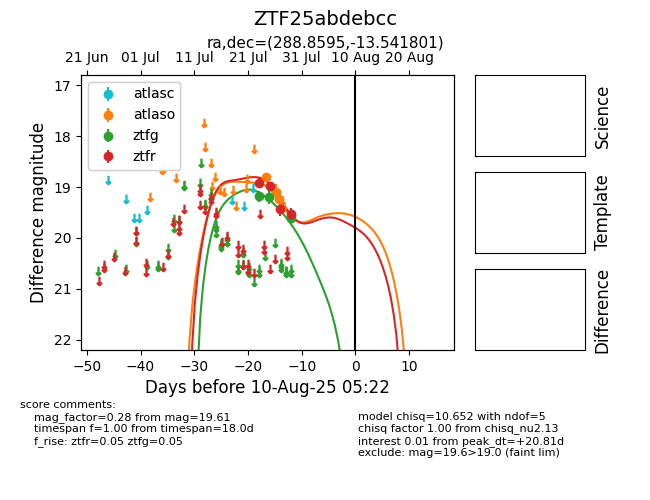 ZTF25abdebcc
ra,dec=(288.8595,-13.541801)
21 Jun 01 Jul 11 Jul 21 Jul 31 Jul 10 Aug 20 Aug
atlasc
atlaso
ztfg
ztfr
17
18
19
20
21
22
Difference magnitude
−50 −40 −30 −20 −10 0 10
Days before 10-Aug-25 05:22
Science
Template
Difference
score comments:
mag_factor=0.28 from mag=19.61
timespan f=1.00 from timespan=18.0d
f_rise: ztfr=0.05 ztfg=0.05
model chisq=10.652 with ndof=5
chisq factor 1.00 from chisq_nu2.13
interest 0.01 from peak_dt=+20.81d
exclude: mag=19.6>19.0 (faint lim)